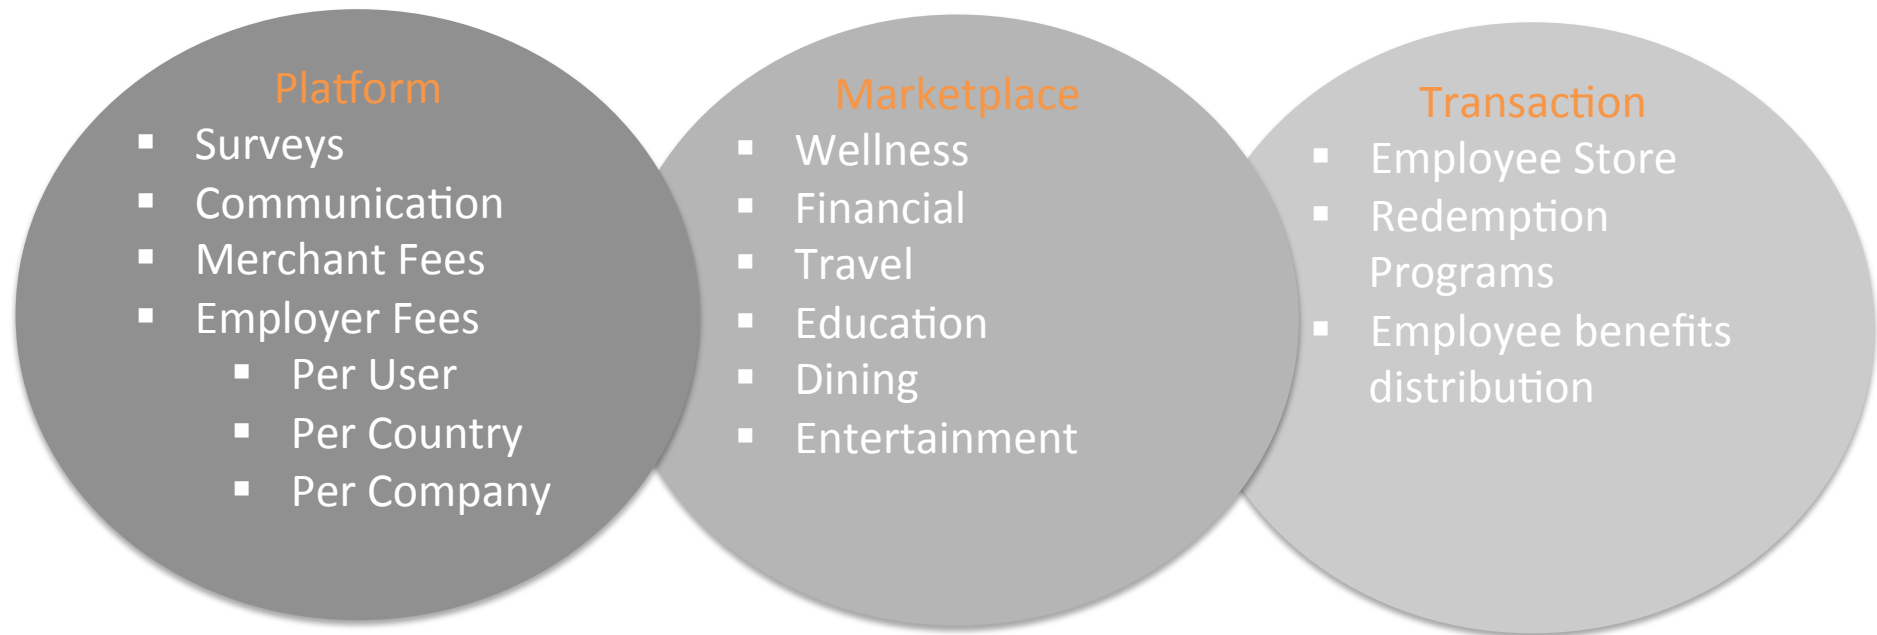 Platform
▪ Surveys
▪ Communication
▪ Merchant Fees
▪ Employer Fees
▪ Per User
▪ Per Country
▪ Per Company
Marketplace
▪ Wellness
▪ Financial
▪ Travel
▪ Education
▪ Dining
▪ Entertainment
Transaction
▪ Employee Store
▪ Redemption
Programs
▪ Employee benefits
distribution